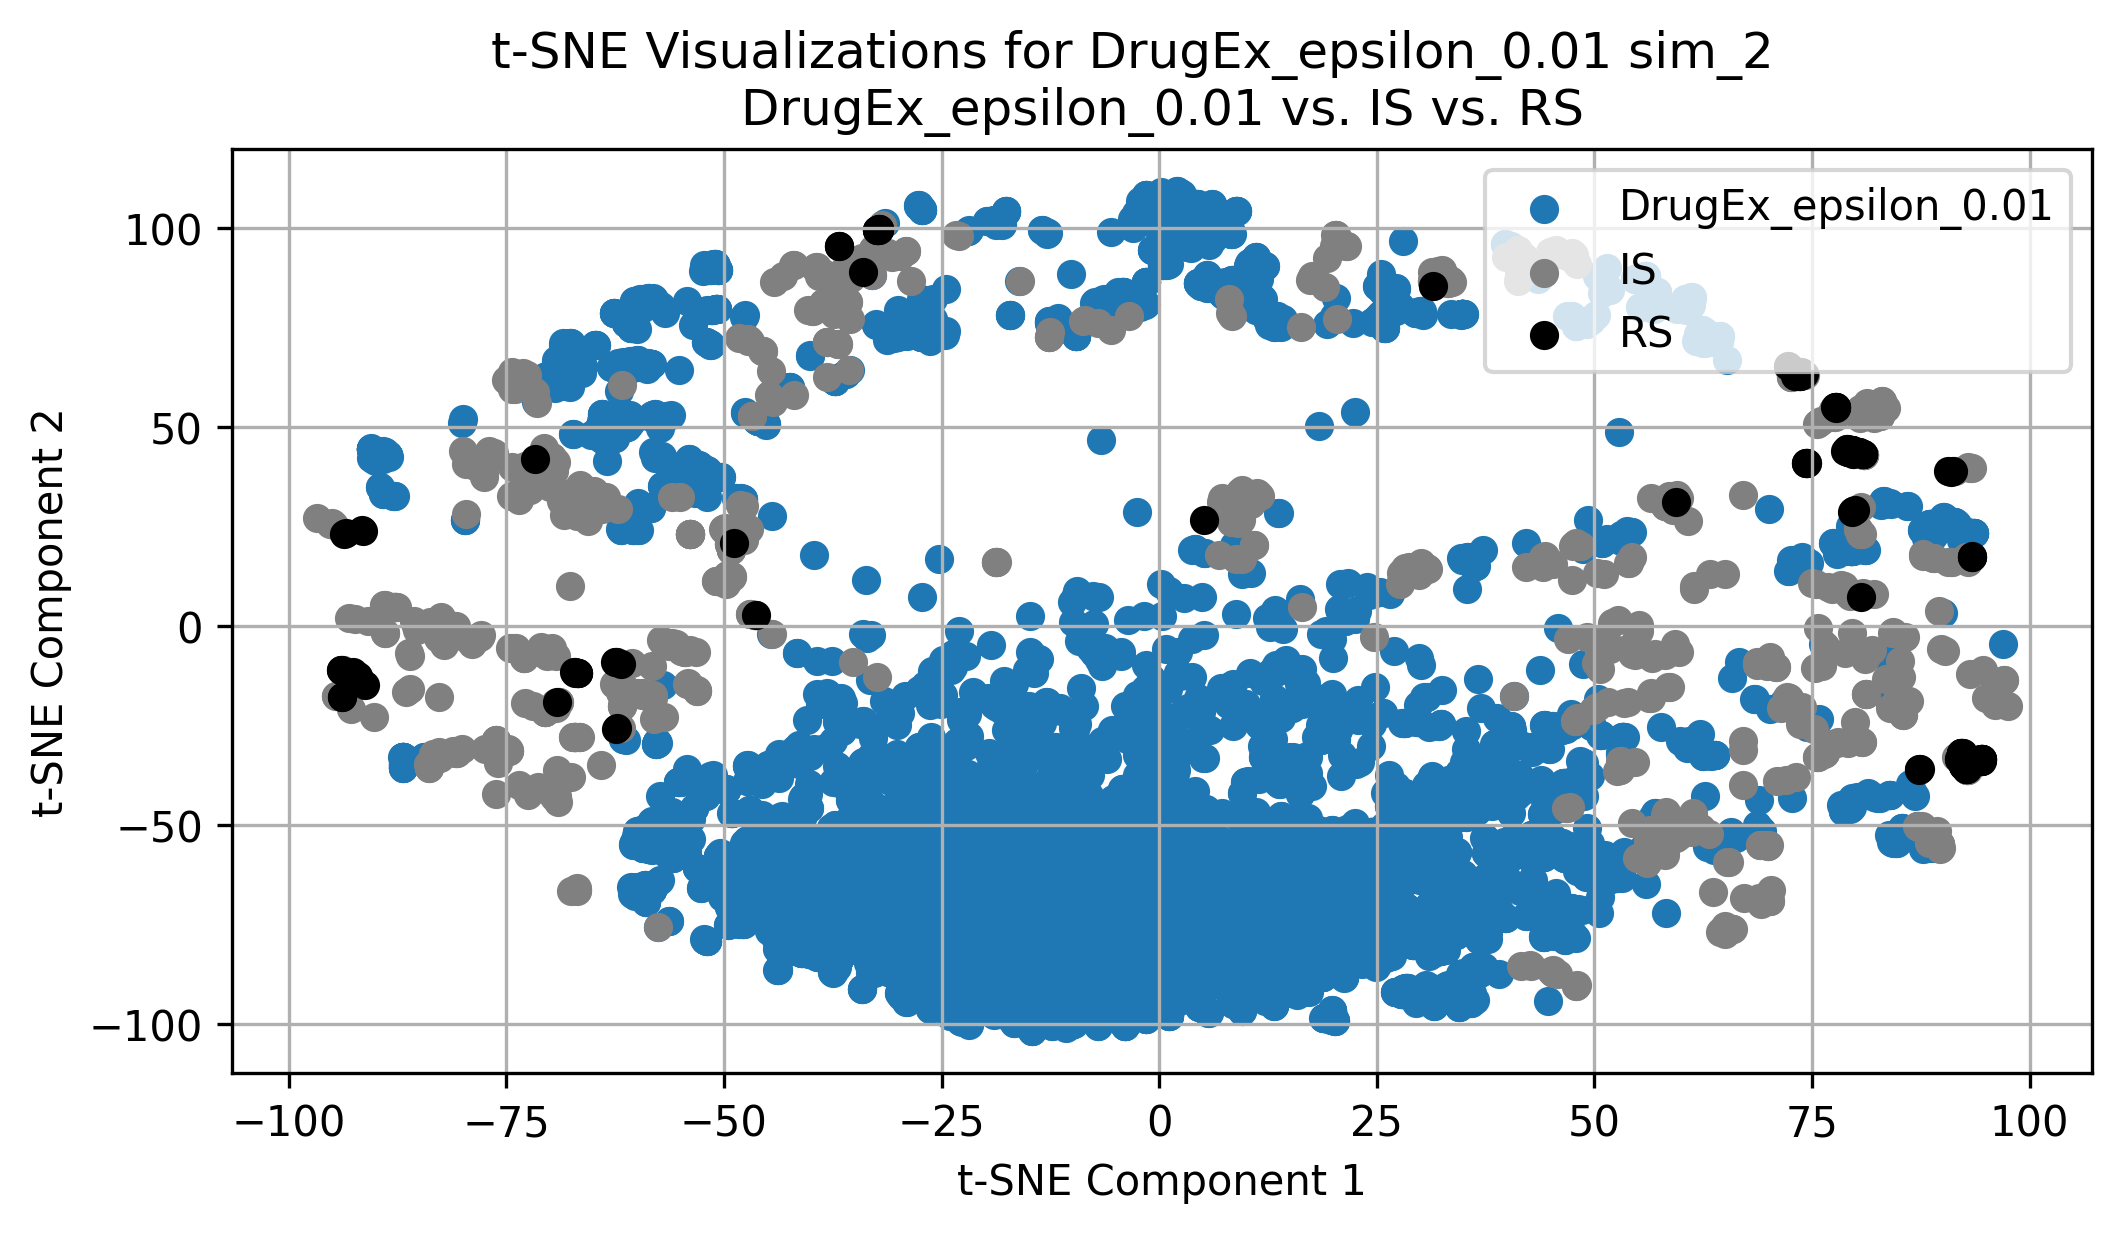 t-SNE Visualizations for DrugEx_epsilon_0.01 sim_2
DrugEx_epsilon_0.01 vs. IS vs. RS
DrugEx_epsilon_0.01
IS
RS
t-SNE Component 2
100
50
0
−50
−100
−100 −75 −50 −25 0 25 50 75 100
t-SNE Component 1